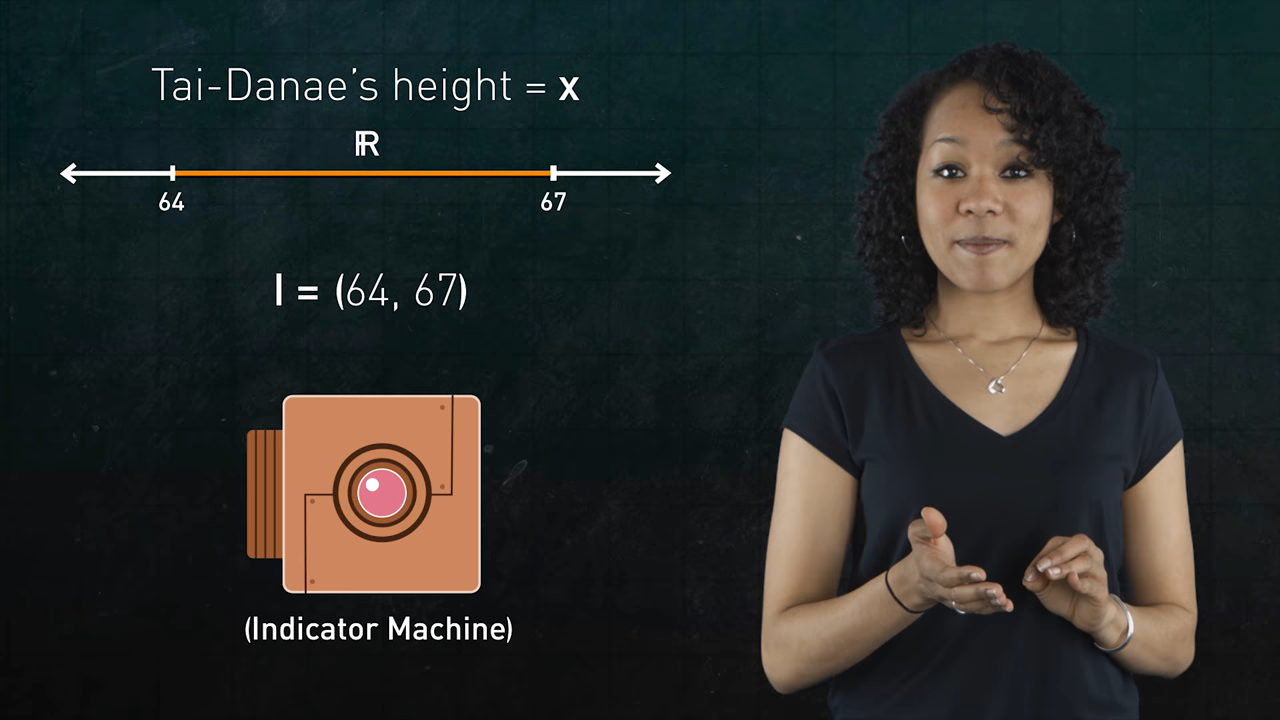 Tai-Danae’s height = x
ℝ
64 67
I = (64, 67)
(Indicator Machine)